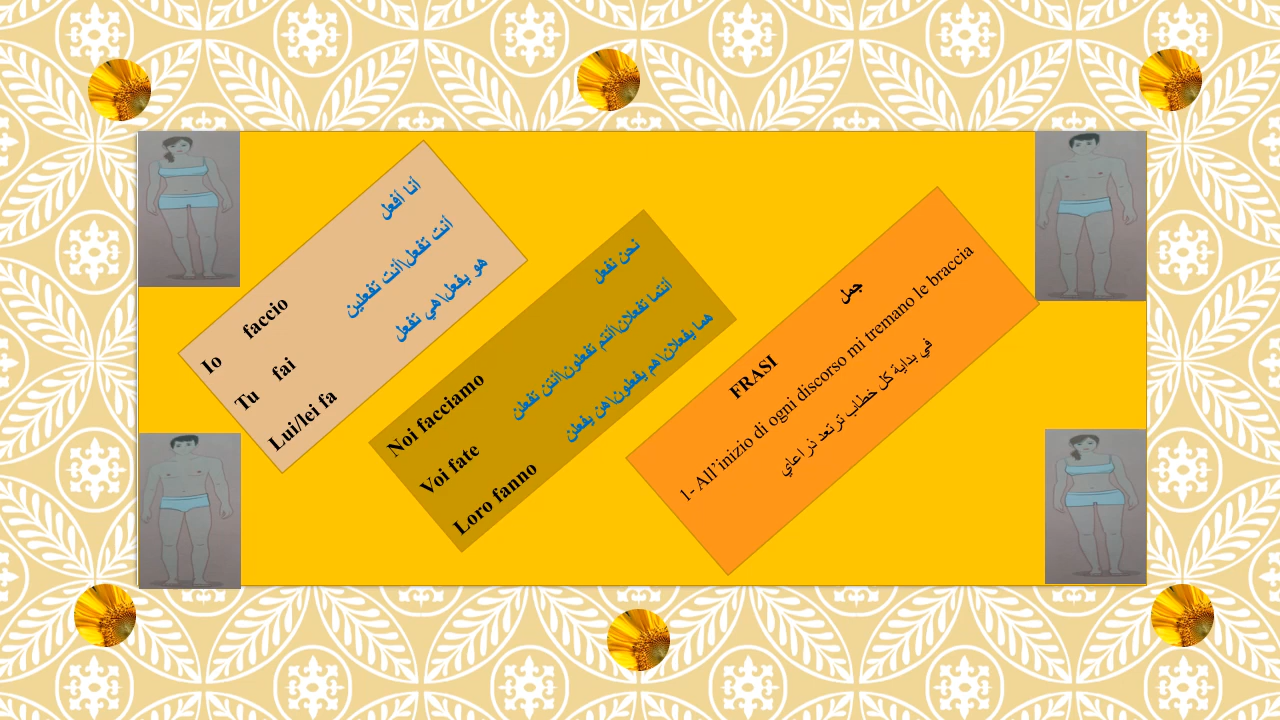 أنا أفعل
Io faccio
أنت تفعل\أنت تفعلين
Tu fai
هو يفعل\هي تفعل
Lui/lei fa
نحن نفعل
Noi facciamo
أنتما تفعلان\أنتم تفعلون\أنتن تفعلن
Voi fate
هما يفعلان\هم يفعلون\هن يفعلن
Loro fanno
FRASI جمل
1- All’inizio di ogni discorso mi tremano le braccia
في بداية كل خطاب ترتعد ذراعاي